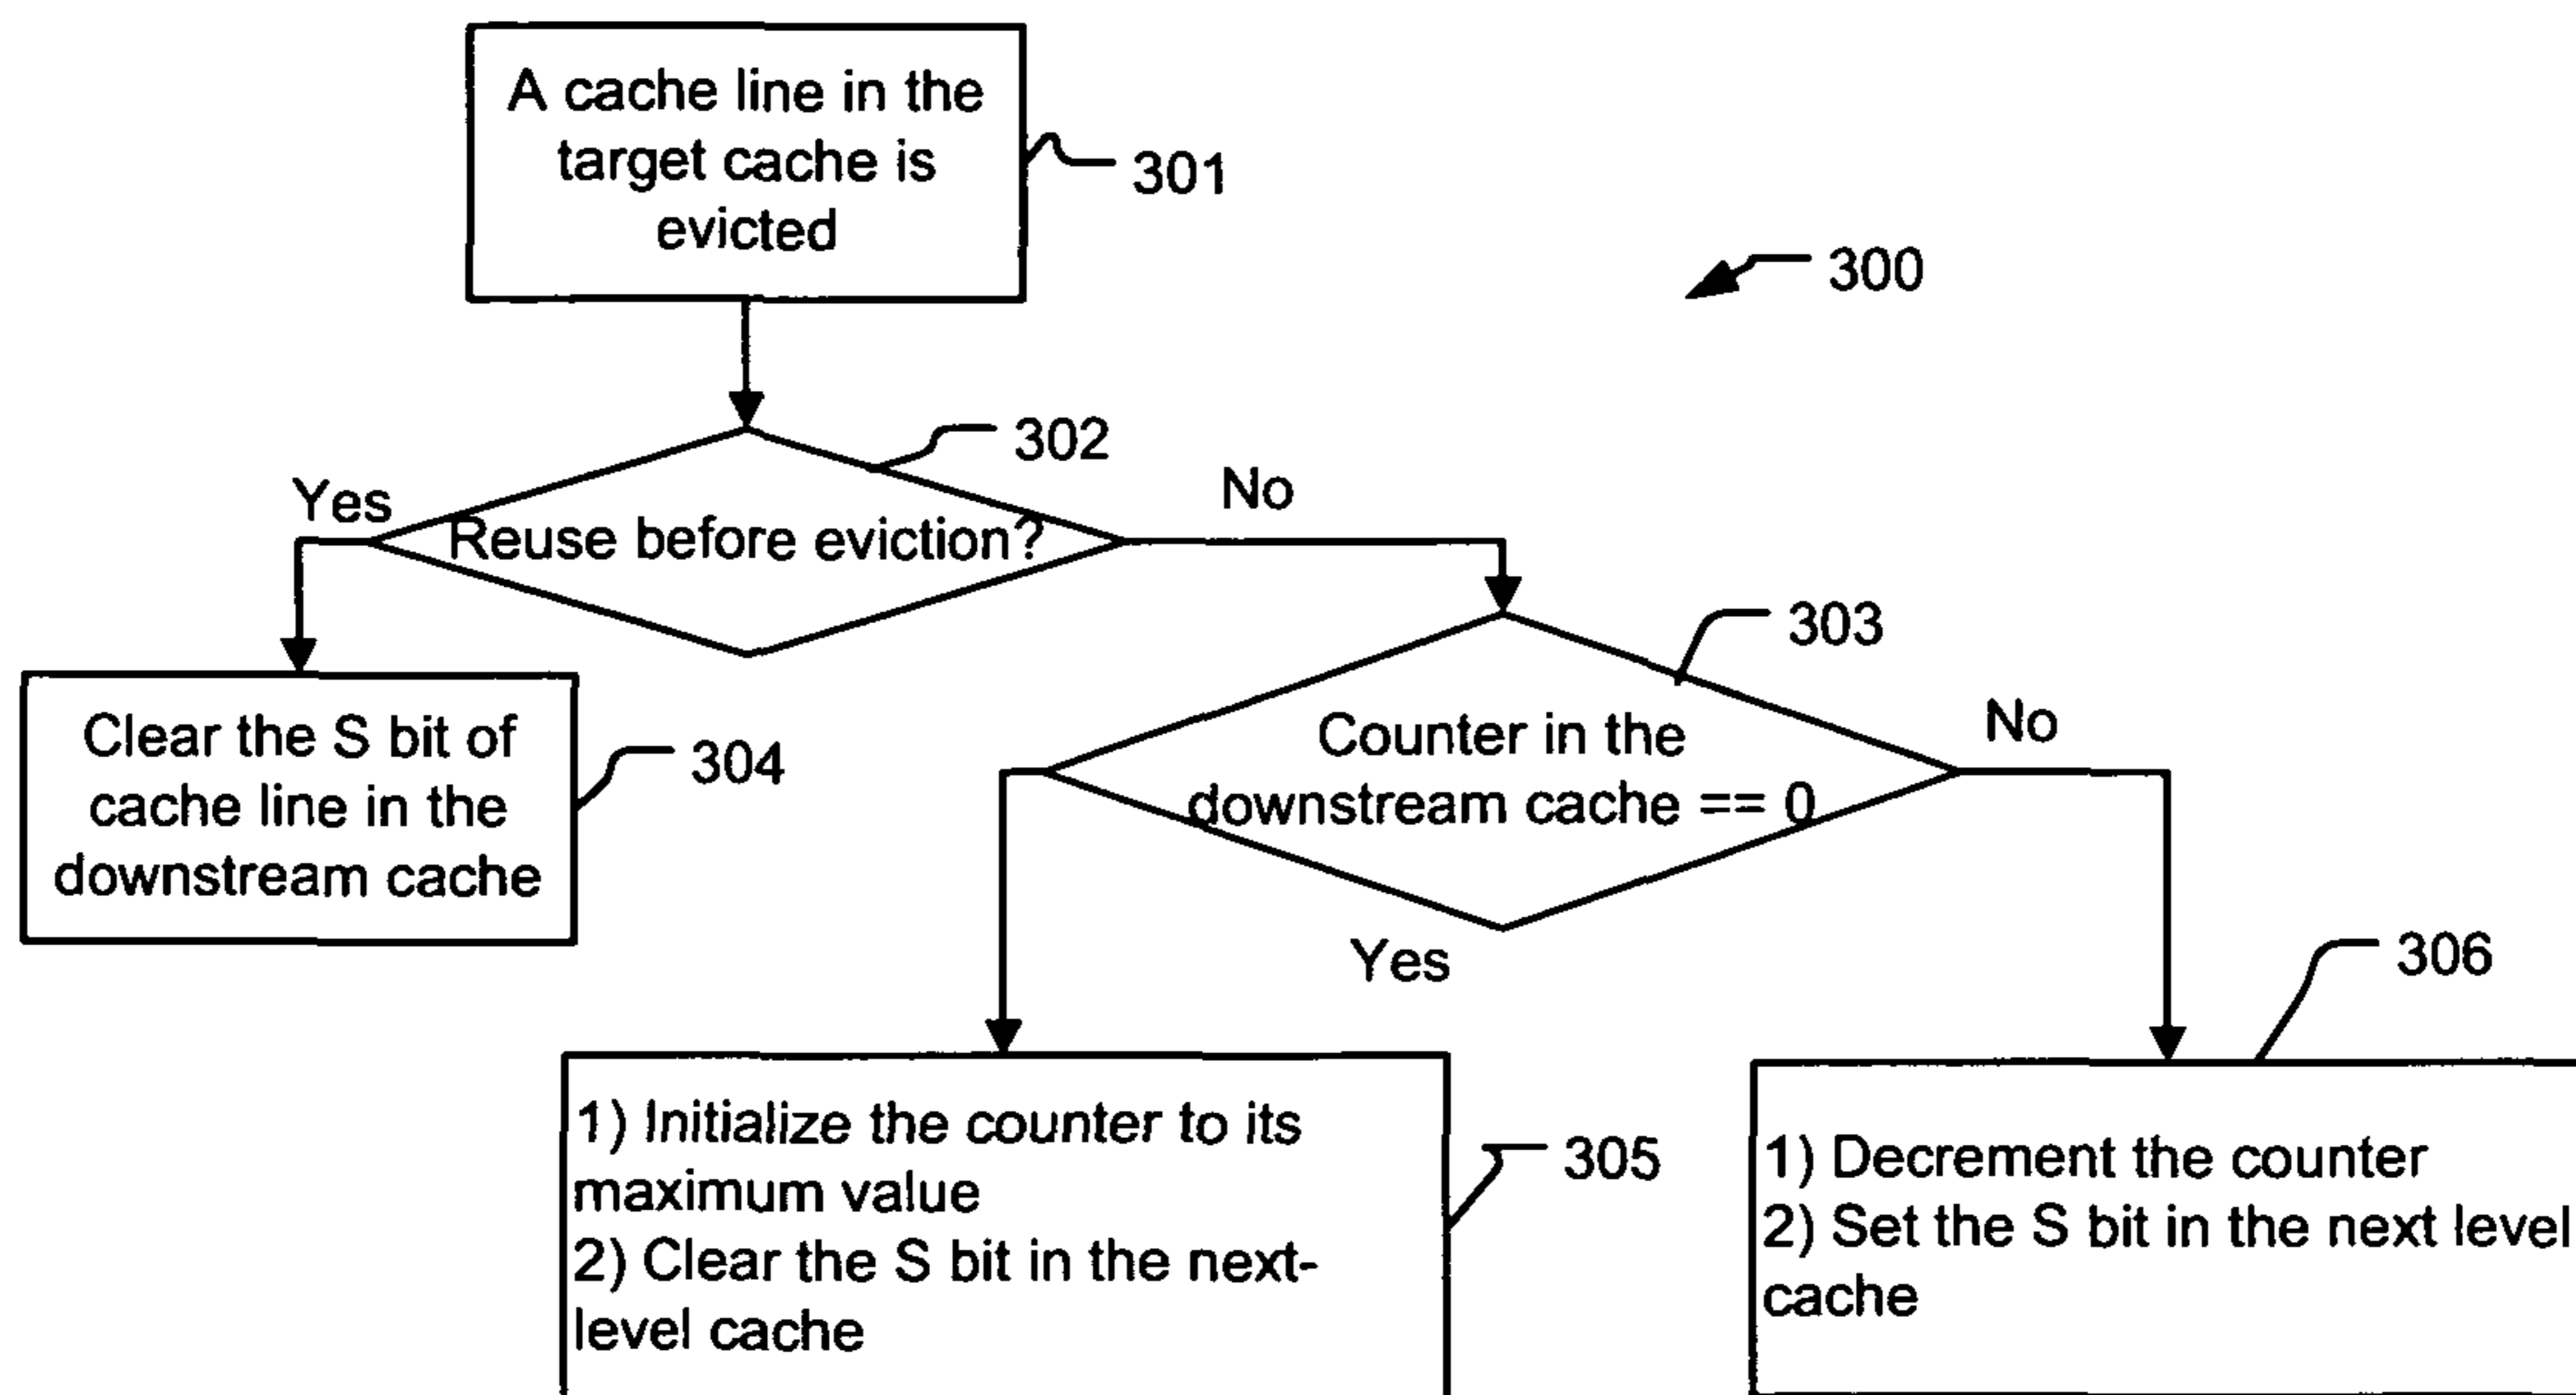 A cache line in the
target cache is
evicted
301
300
302
Yes
Reuse before eviction?
No
303
Clear the S bit of
cache line in the
downstream cache
304
Counter in the
downstream cache == 0
No
Yes
306
1) Initialize the counter to its
maximum value
2) Clear the S bit in the next-
level cache
305
1) Decrement the counter
2) Set the S bit in the next level
cache